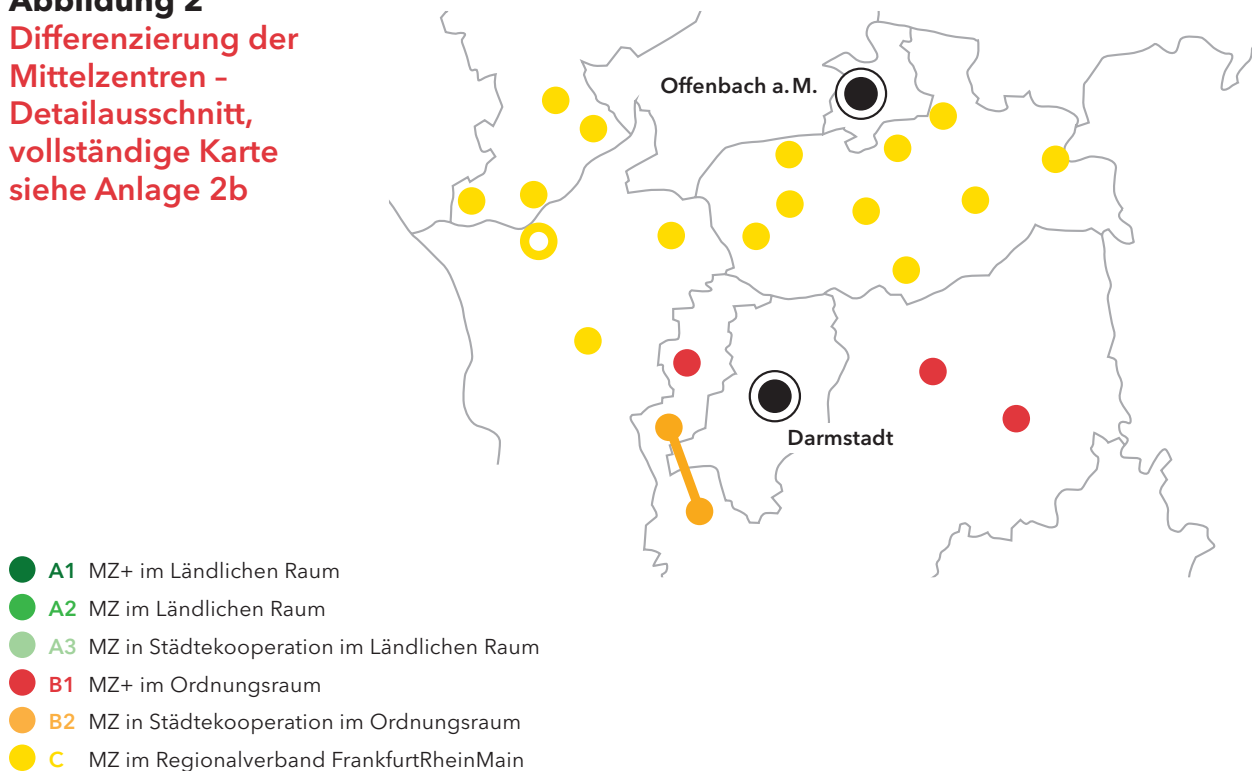 Abbildung 2
Differenzierung der
Mittelzentren –
Detailausschnitt,
vollständige Karte
siehe Anlage 2b
Offenbach a.M.
Darmstadt
A1 MZ+ im Ländlichen Raum
A2 MZ im Ländlichen Raum
A3 MZ in Städtekooperation im Ländlichen Raum
B1 MZ+ im Ordnungsraum
B2 MZ in Städtekooperation im Ordnungsraum
C MZ im Regionalverband FrankfurtRheinMain